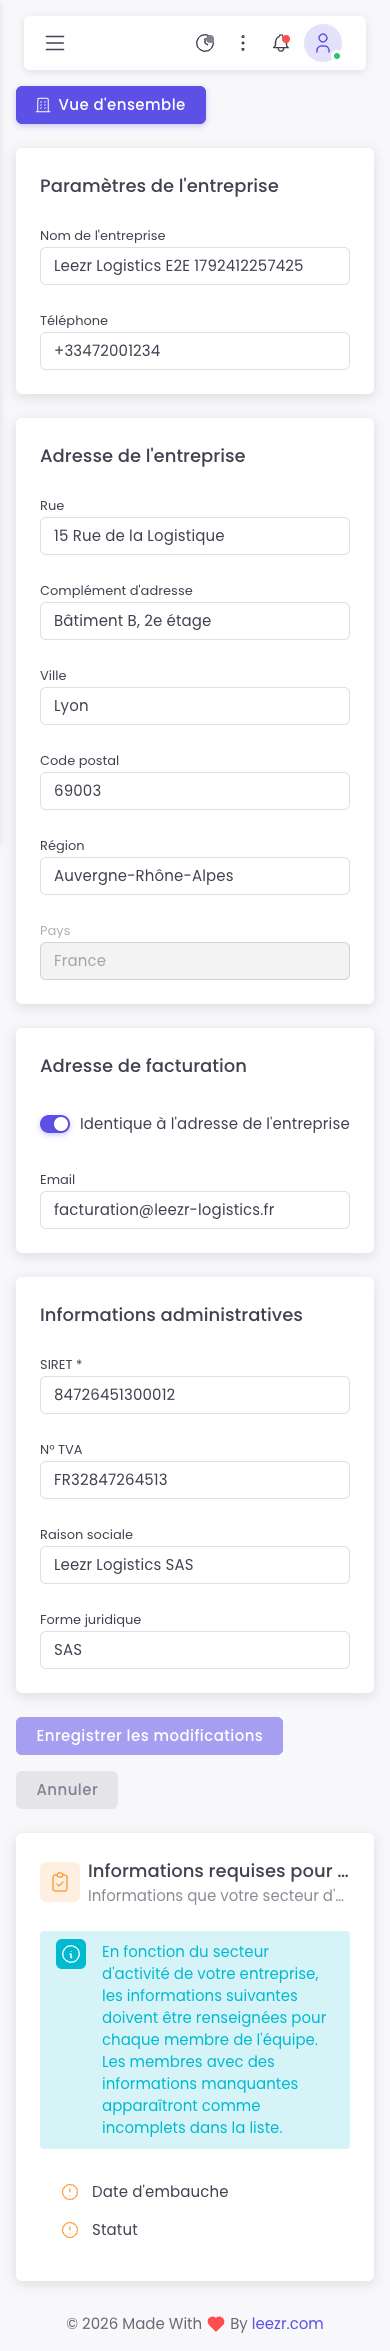 Vue d'ensemble
Paramètres de l'entreprise
Nom de l'entreprise
Leezr Logistics E2E 1792412257425
Téléphone
+33472001234
Adresse de l'entreprise
Rue
15 Rue de la Logistique
Complément d'adresse
Bâtiment B, 2e étage
Ville
Lyon
Code postal
69003
Région
Auvergne-Rhône-Alpes
Pays
France
Adresse de facturation
Identique à l'adresse de l'entreprise
Email
facturation@leezr-logistics.fr
Informations administratives
SIRET *
84726451300012
N° TVA
FR32847264513
Raison sociale
Leezr Logistics SAS
Forme juridique
SAS
Enregistrer les modifications
Annuler
Informations requises pour ...
Informations que votre secteur d'...
En fonction du secteur
d'activité de votre entreprise,
les informations suivantes
doivent être renseignées pour
chaque membre de l'équipe.
Les membres avec des
informations manquantes
apparaîtront comme
incomplets dans la liste.
Date d'embauche
Statut
© 2026 Made With ❤ By leezr.com